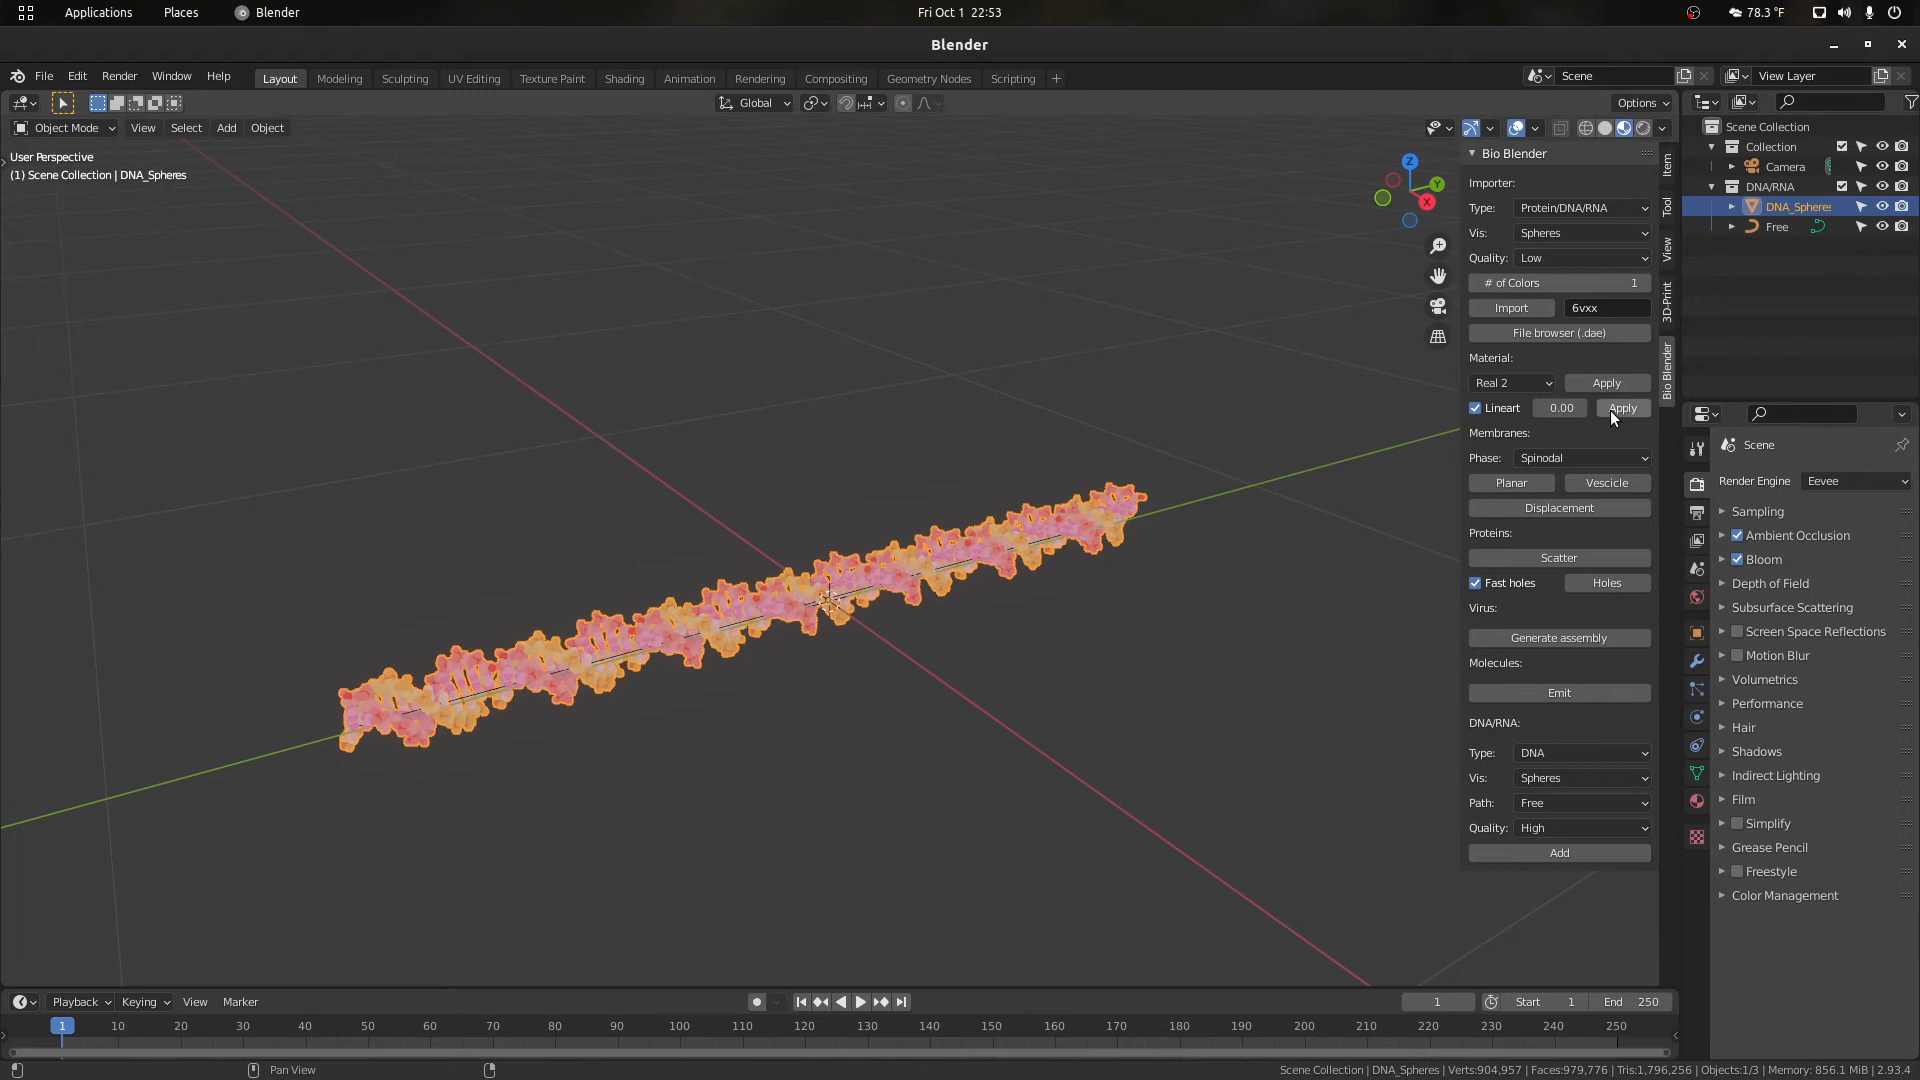 Applications Places Blender Fri Oct 1 22:53 78.3 °F
Blender
File Edit Render Window Help Layout Modeling Sculpting UV Editing Texture Paint Shading Animation Rendering Compositing Geometry Nodes Scripting + Scene View Layer
Global Options
Object Mode View Select Add Object
User Perspective
(1) Scene Collection | DNA_Spheres
Z
Y
X
Bio Blender
Importer:
Type: Protein/DNA/RNA
Vis: Spheres
Quality: Low
# of Colors 1
Import 6vxx
File browser (.dae)
Material:
Real 2 Apply
Lineart 0.00 Apply
Membranes:
Phase: Spinodal
Planar Vescicle
Displacement
Proteins:
Scatter
Fast holes Holes
Virus:
Generate assembly
Molecules:
Emit
DNA/RNA:
Type: DNA
Vis: Spheres
Path: Free
Quality: High
Add
Item
Tool
View
3D-Print
Bio Blender
Scene Collection
Collection
Camera
DNA/RNA
DNA_Spheres
Free
Scene
Render Engine Eevee
Sampling
Ambient Occlusion
Bloom
Depth of Field
Subsurface Scattering
Screen Space Reflections
Motion Blur
Volumetrics
Performance
Hair
Shadows
Indirect Lighting
Film
Simplify
Grease Pencil
Freestyle
Color Management
Playback Keying View Marker 1 Start 1 End 250
1 10 20 30 40 50 60 70 80 90 100 110 120 130 140 150 160 170 180 190 200 210 220 230 240 250
Pan View Scene Collection | DNA_Spheres | Verts:904,957 | Faces:979,776 | Tris:1,796,256 | Objects:1/3 | Memory: 856.1 MiB | 2.93.4